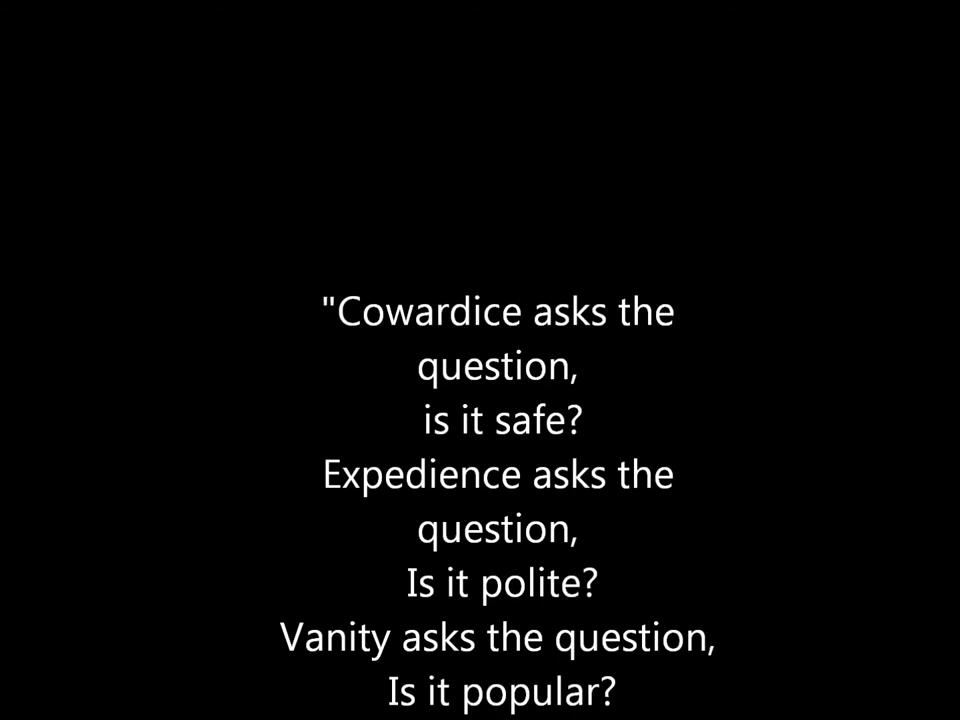 "Cowardice asks the
question,
is it safe?
Expedience asks the
question,
Is it polite?
Vanity asks the question,
Is it popular?